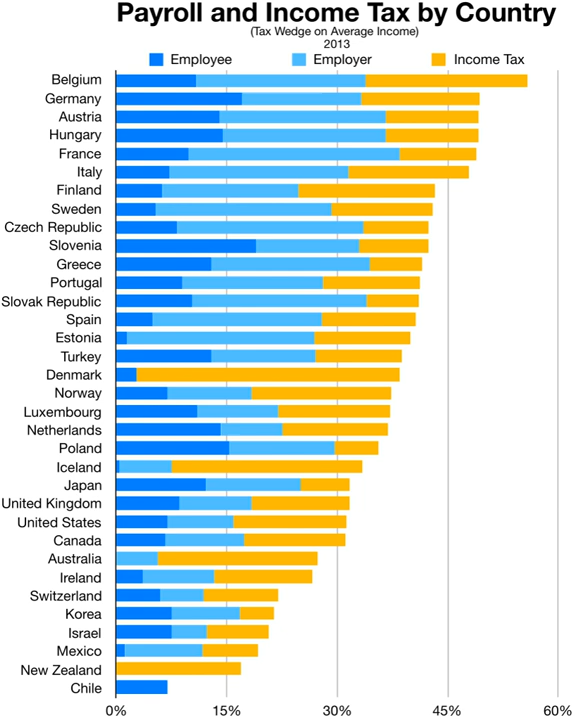 Payroll and Income Tax by Country
(Tax Wedge on Average Income)
2013
Employee Employer Income Tax
Belgium
Germany
Austria
Hungary
France
Italy
Finland
Sweden
Czech Republic
Slovenia
Greece
Portugal
Slovak Republic
Spain
Estonia
Turkey
Denmark
Norway
Luxembourg
Netherlands
Poland
Iceland
Japan
United Kingdom
United States
Canada
Australia
Ireland
Switzerland
Korea
Israel
Mexico
New Zealand
Chile
0% 15% 30% 45% 60%